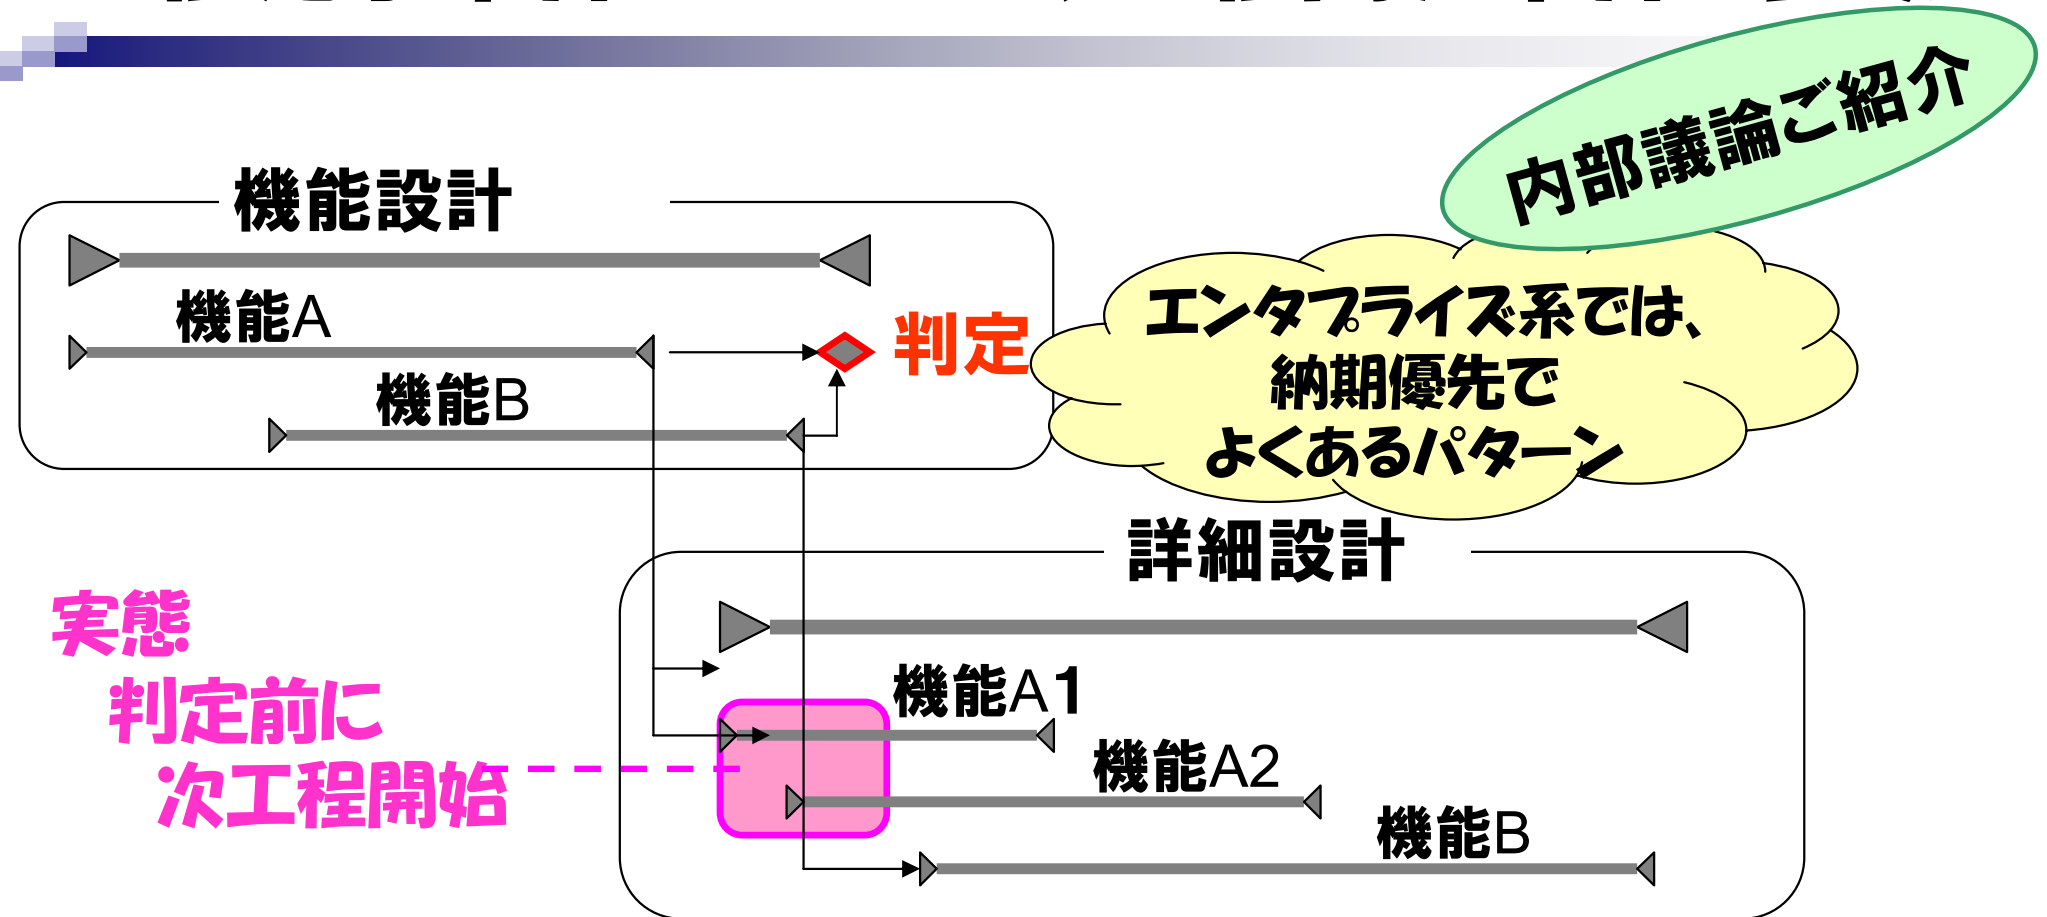 内部議論ご紹介
機能設計
機能A
機能B
判定
エンタプライズ系では、
納期優先で
よくあるパターン
詳細設計
実態
判定前に
次工程開始
機能A1
機能A2
機能B